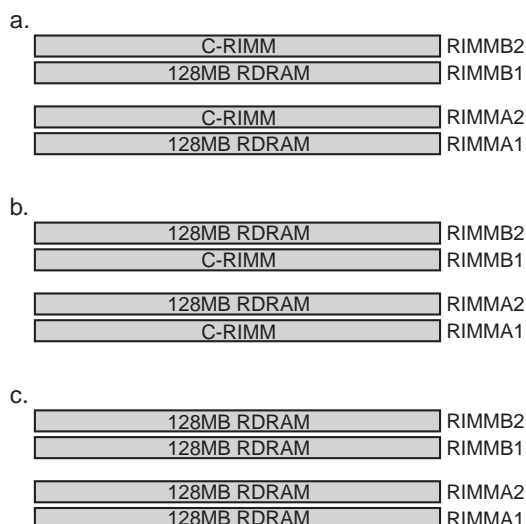 a.
C-RIMM RIMMB2
128MB RDRAM RIMMB1
C-RIMM RIMMA2
128MB RDRAM RIMMA1
b.
128MB RDRAM RIMMB2
C-RIMM RIMMB1
128MB RDRAM RIMMA2
C-RIMM RIMMA1
c.
128MB RDRAM RIMMB2
128MB RDRAM RIMMB1
128MB RDRAM RIMMA2
128MB RDRAM RIMMA1